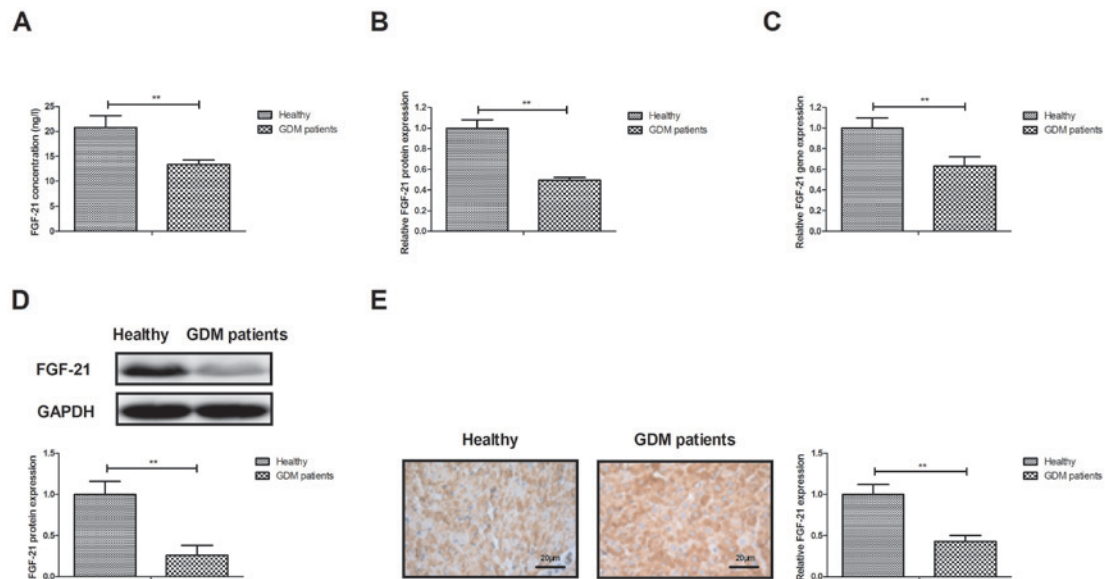 A
FGF-21 concentration (ng/l)
25
20
15
10
5
0
**
Healthy
GDM patients
B
Relative FGF-21 protein expression
1.2
1.0
0.8
0.6
0.4
0.2
0.0
**
Healthy
GDM patients
C
Relative FGF-21 gene expression
1.2
1.0
0.8
0.6
0.4
0.2
0.0
**
Healthy
GDM patients
D
Healthy GDM patients
FGF-21
GAPDH
FGF-21 protein expression
1.5
1.0
0.5
0.0
**
Healthy
GDM patients
E
Healthy
20μm
GDM patients
20μm
Relative FGF-21 expression
1.5
1.0
0.5
0.0
**
Healthy
GDM patients